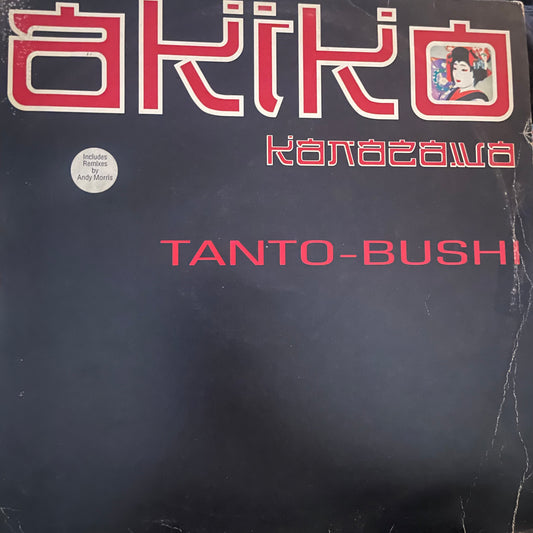 akiko
kanazawa
Includes
Remixes
by
Andy Morris
TANTO-BUSHI